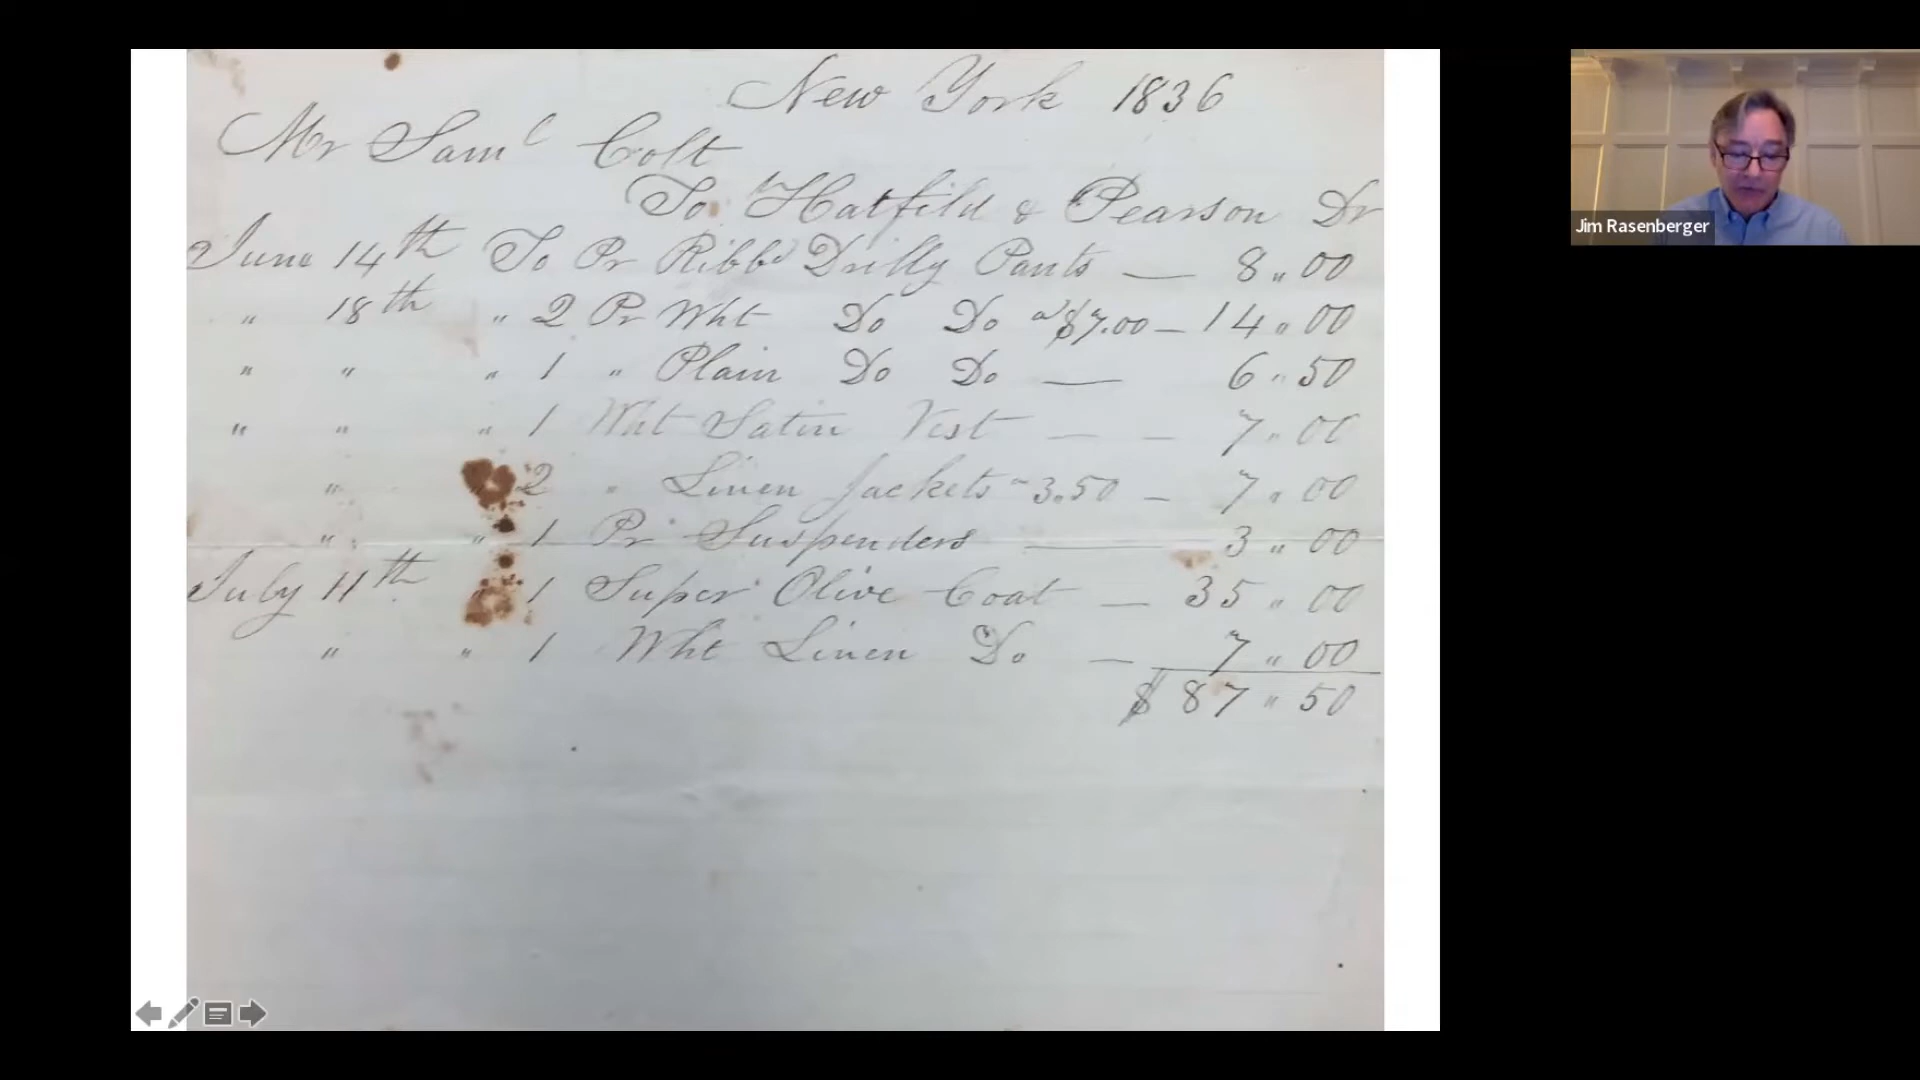 New York 1836
Mr Saml Colt
To Hatfild & Pearson Dr
June 14th To Pr Ribbd Drilly Pants — 8.00
" 18th " 2 Pr Wht Do Do a $7.00 — 14.00
" " " 1 " Plain Do Do — 6.50
" " " 1 Wht Satin Vest — — 7.00
" 2 " Linen Jackets 3.50 — 7.00
" " 1 Pr Suspenders — 3.00
July 11th " 1 Super Olive Coat — 35.00
" " 1 Wht Linen Do — 7.00
$ 87.50
Jim Rasenberger